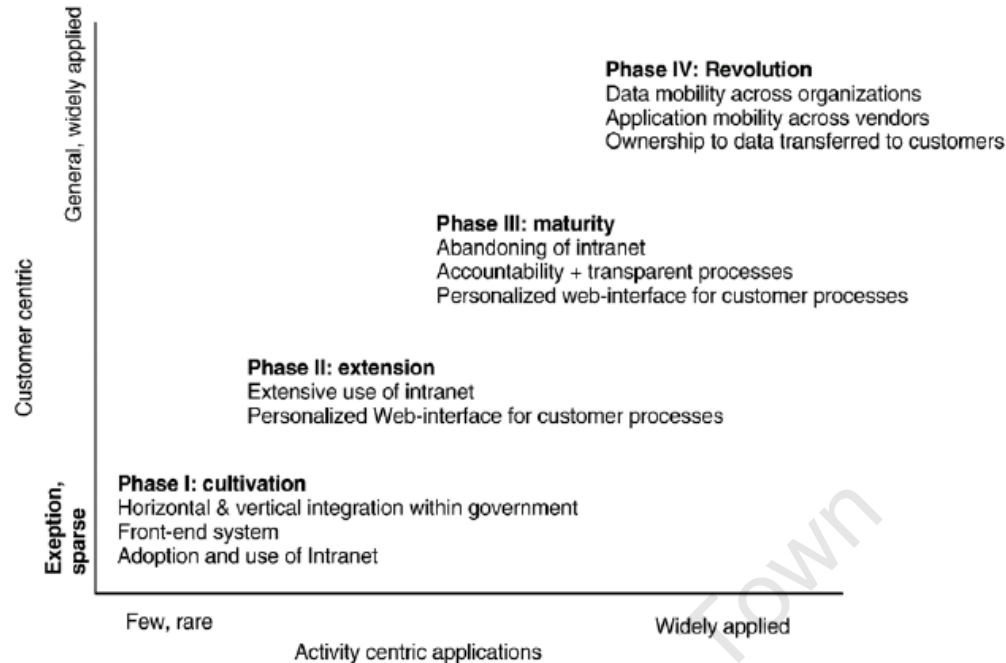 General, widely applied
Customer centric
Exeption,
sparse
Phase IV: Revolution
Data mobility across organizations
Application mobility across vendors
Ownership to data transferred to customers
Phase III: maturity
Abandoning of intranet
Accountability + transparent processes
Personalized web-interface for customer processes
Phase II: extension
Extensive use of intranet
Personalized Web-interface for customer processes
Phase I: cultivation
Horizontal & vertical integration within government
Front-end system
Adoption and use of Intranet
Few, rare
Widely applied
Activity centric applications
Town